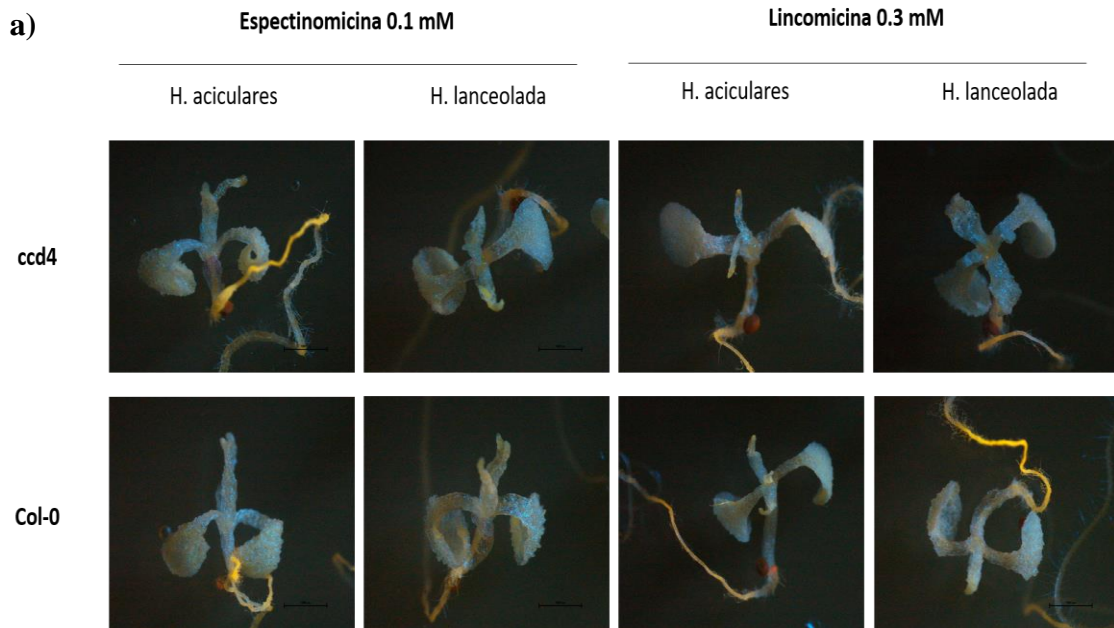 a)
Espectinomicina 0.1 mM
Lincomicina 0.3 mM
H. aciculares
H. lanceolada
H. aciculares
H. lanceolada
ccd4
Col-0